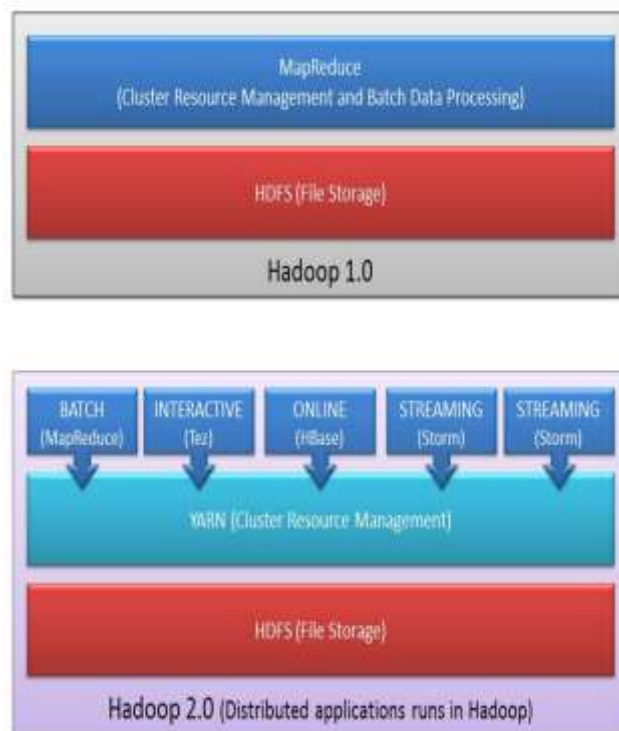 MapReduce
(Cluster Resource Management and Batch Data Processing)
HDFS (File Storage)
Hadoop 1.0
BATCH
(MapReduce)
INTERACTIVE
(Tez)
ONLINE
(HBase)
STREAMING
(Storm)
STREAMING
(Storm)
YARN (Cluster Resource Management)
HDFS (File Storage)
Hadoop 2.0 (Distributed applications runs in Hadoop)